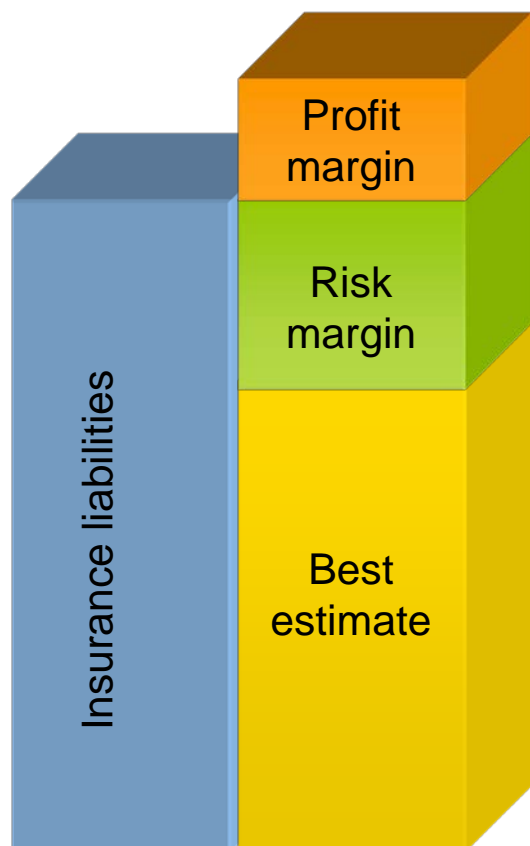 Profit
margin
Risk
margin
Insurance liabilities
Best
estimate